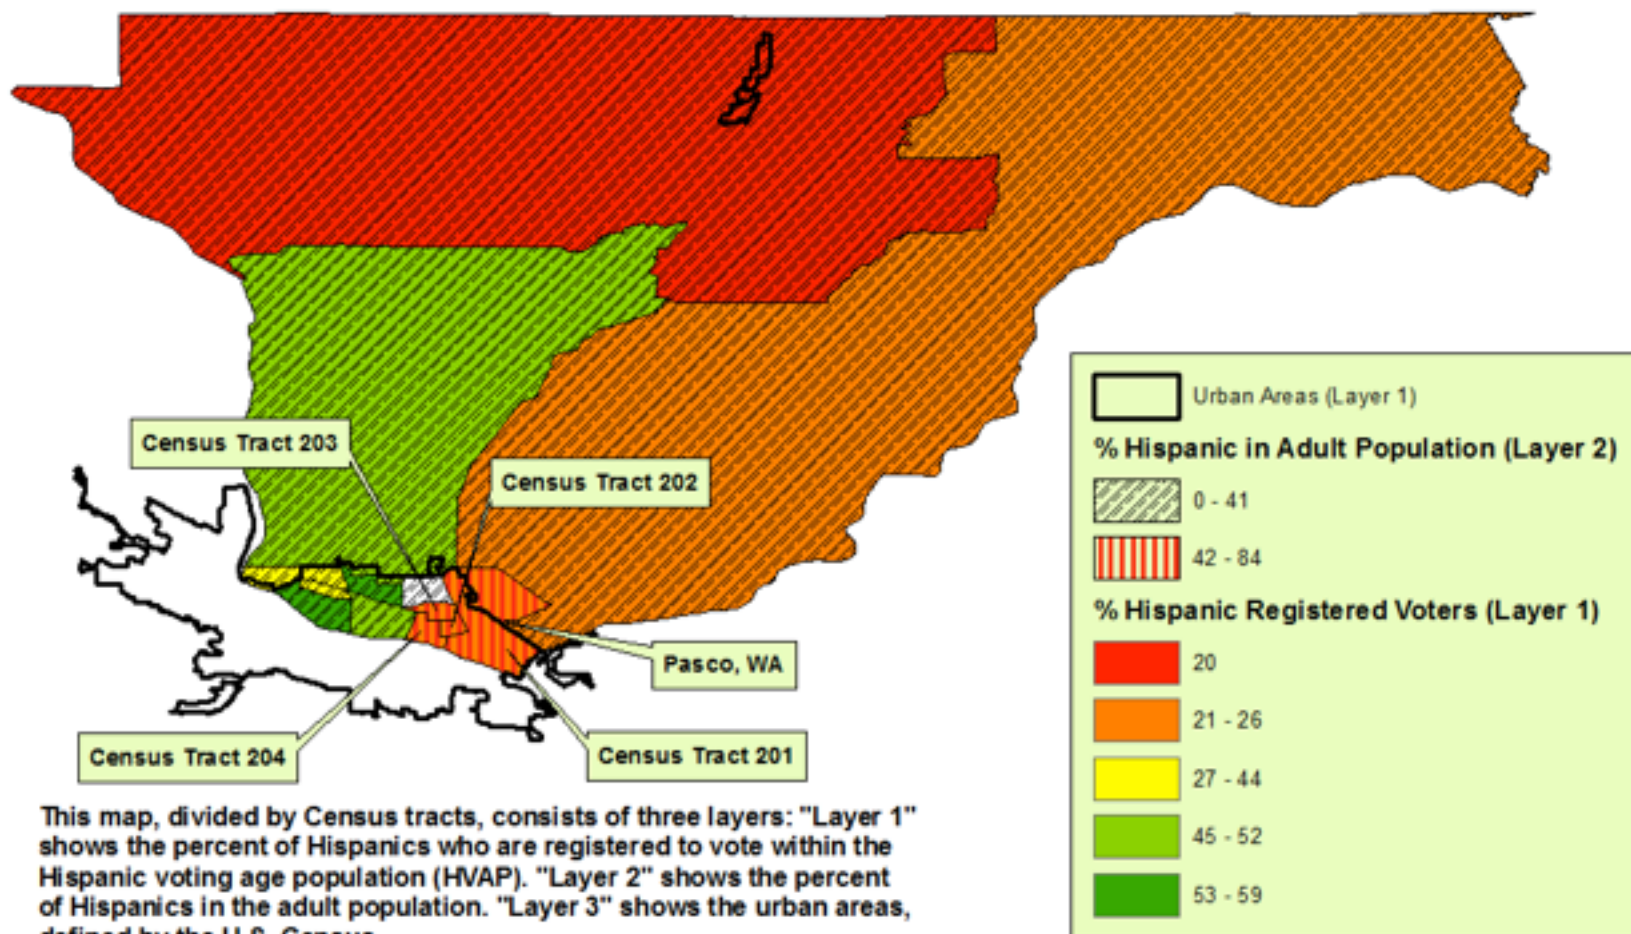 Urban Areas (Layer 1)
Census Tract 203
% Hispanic in Adult Population (Layer 2)
Census Tract 202
0 - 41
42 - 84
% Hispanic Registered Voters (Layer 1)
Pasco, WA
20
21 - 26
Census Tract 204
Census Tract 201
27 - 44
45 - 52
53 - 59
This map, divided by Census tracts, consists of three layers: "Layer 1"
shows the percent of Hispanics who are registered to vote within the
Hispanic voting age population (HVAP). "Layer 2" shows the percent
of Hispanics in the adult population. "Layer 3" shows the urban areas,
defined by the U.S. Census